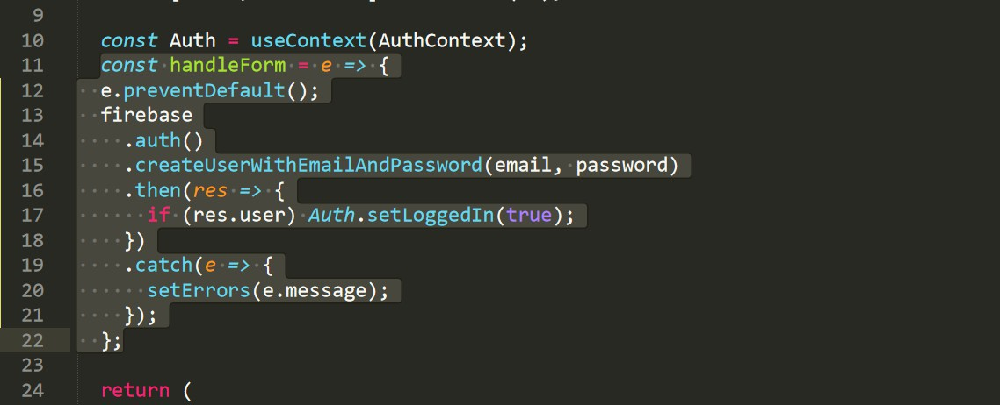 9
10 const Auth = useContext(AuthContext);
11 const handleForm = e => {
12 e.preventDefault();
13 firebase
14 .auth()
15 .createUserWithEmailAndPassword(email, password)
16 .then(res => {
17 if (res.user) Auth.setLoggedIn(true);
18 })
19 .catch(e => {
20 setErrors(e.message);
21 });
22 };
23
24 return (